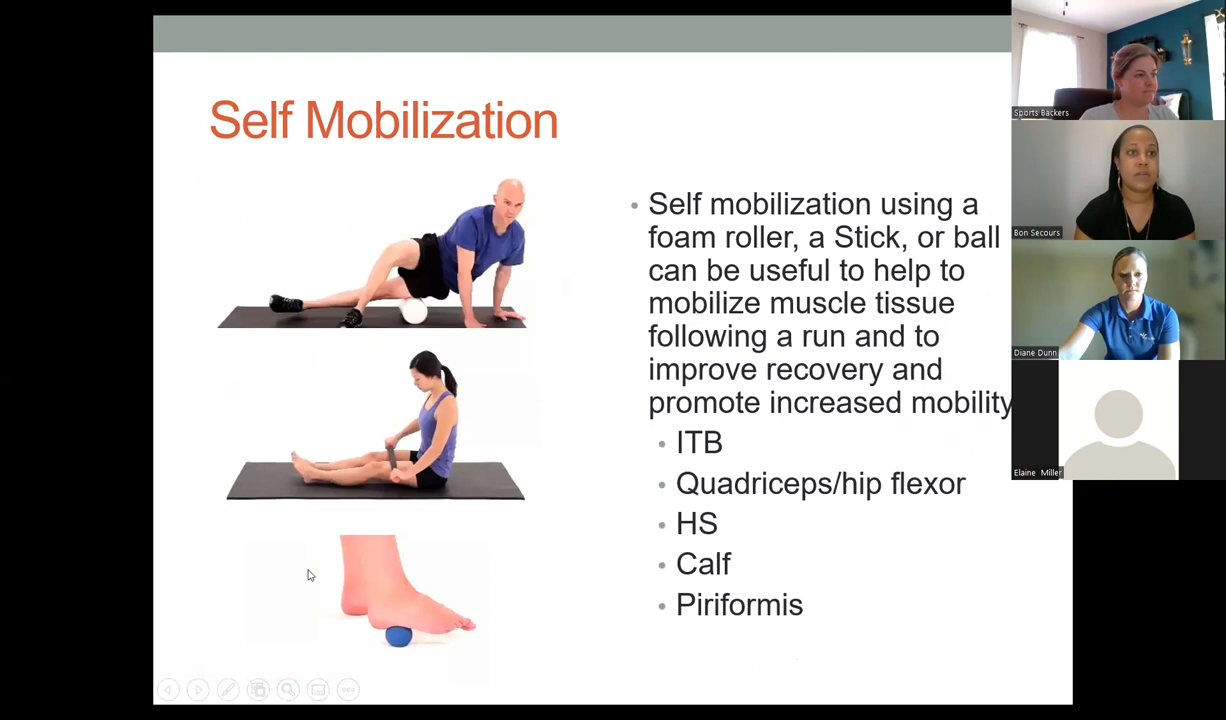 Self Mobilization
Self mobilization using a
foam roller, a Stick, or ball
can be useful to help to
mobilize muscle tissue
following a run and to
improve recovery and
promote increased mobility
ITB
Quadriceps/hip flexor
HS
Calf
Piriformis
Sports Backers
Bon Secours
Diane Dunn
Elaine Miller